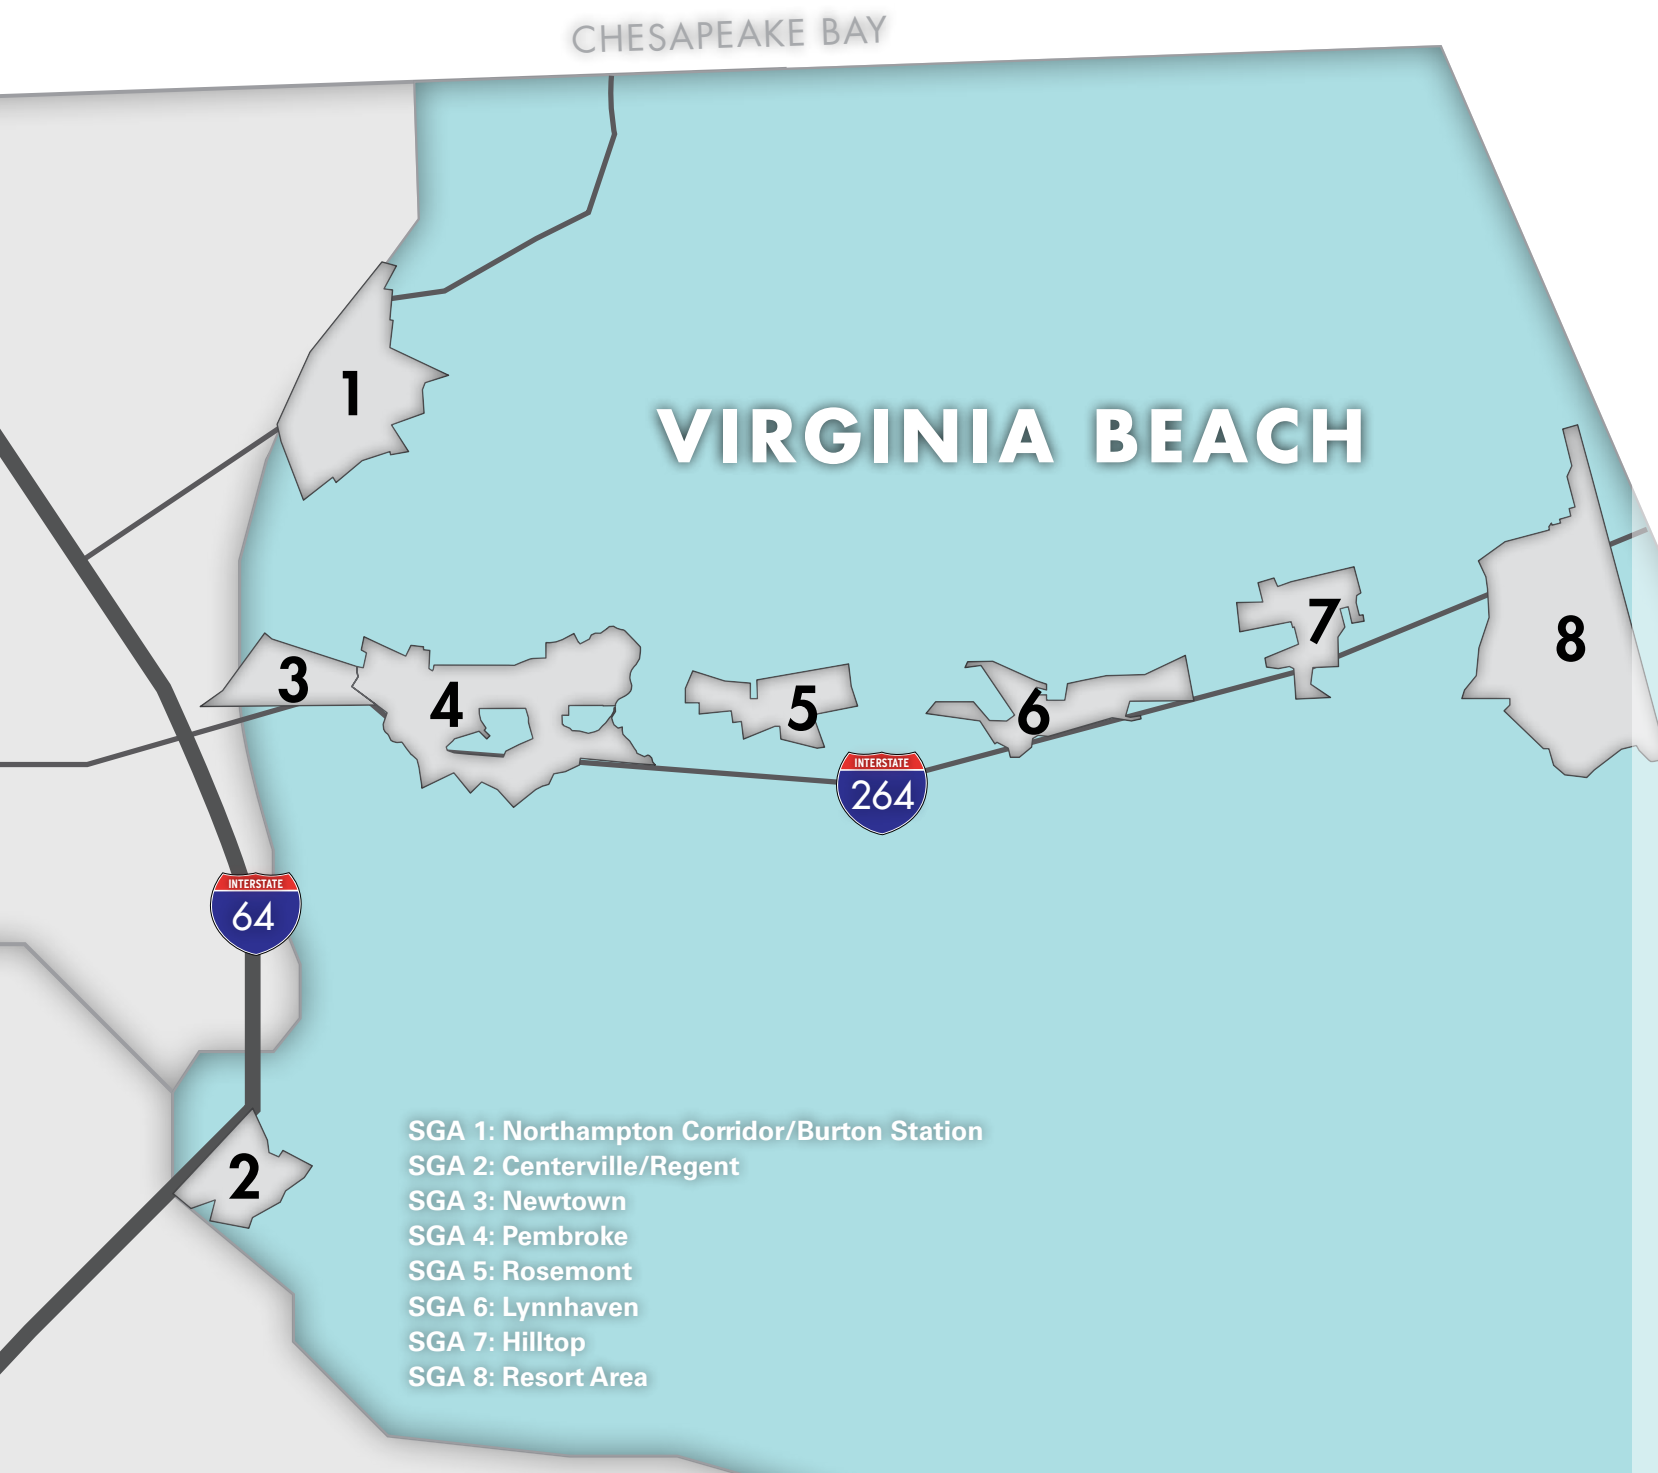 CHESAPEAKE BAY
1
VIRGINIA BEACH
3
4
5
6
7
8
INTERSTATE
264
INTERSTATE
64
2
SGA 1: Northampton Corridor/Burton Station
SGA 2: Centerville/Regent
SGA 3: Newtown
SGA 4: Pembroke
SGA 5: Rosemont
SGA 6: Lynnhaven
SGA 7: Hilltop
SGA 8: Resort Area